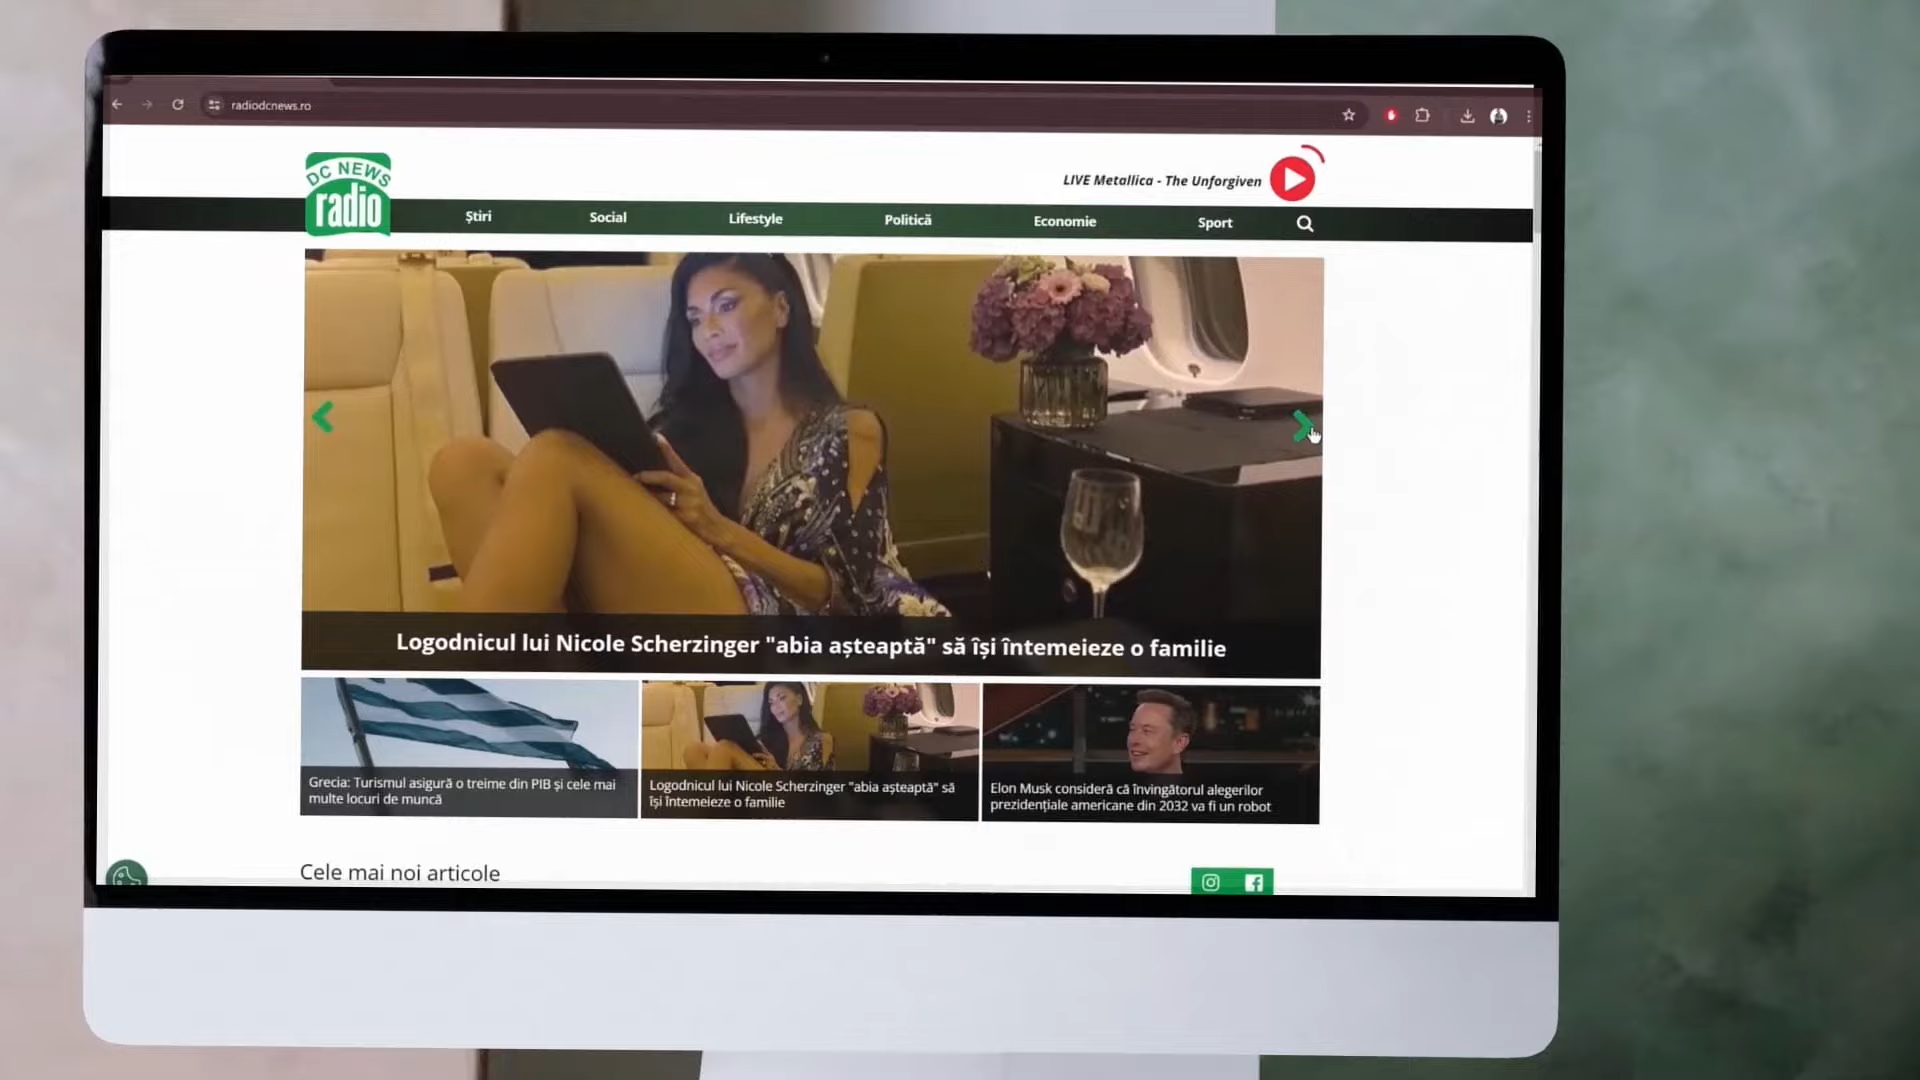 radiodcnews.ro
DC NEWS
radio
LIVE Metallica - The Unforgiven
Știri
Social
Lifestyle
Politică
Economie
Sport
Logodnicul lui Nicole Scherzinger "abia așteaptă" să își întemeieze o familie
Grecia: Turismul asigură o treime din PIB și cele mai
multe locuri de muncă
Logodnicul lui Nicole Scherzinger "abia așteaptă" să
își întemeieze o familie
Elon Musk consideră că învingătorul alegerilor
prezidențiale americane din 2032 va fi un robot
Cele mai noi articole